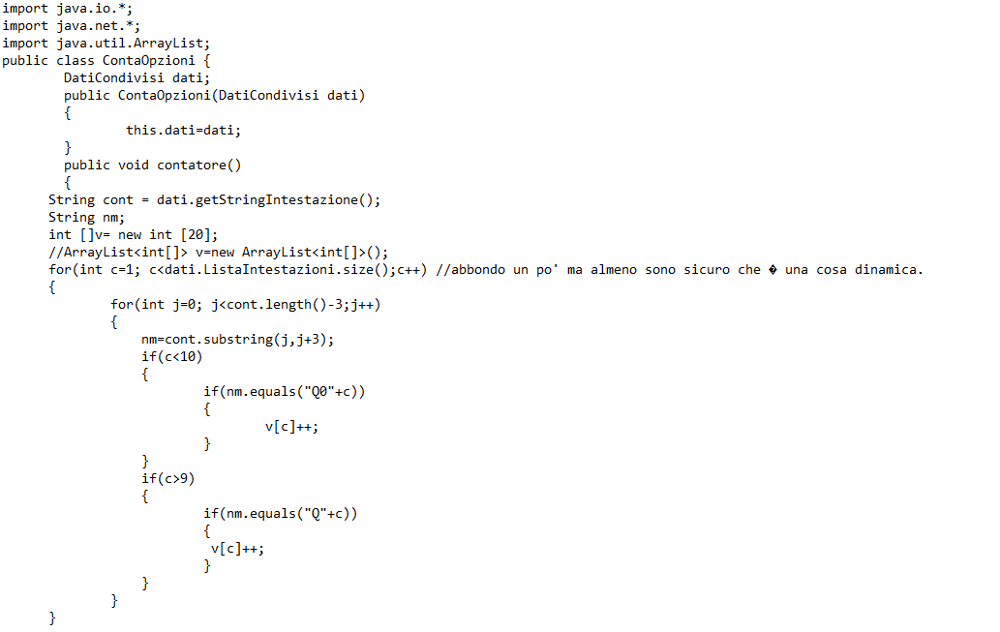 import java.io.*;
import java.net.*;
import java.util.ArrayList;
public class ContaOpzioni {
        DatiCondivisi dati;
        public ContaOpzioni(DatiCondivisi dati)
        {
                this.dati=dati;
        }
        public void contatore()
        {
      String cont = dati.getStringIntestazione();
      String nm;
      int []v= new int [20];
      //ArrayList<int[]> v=new ArrayList<int[]>();
      for(int c=1; c<dati.ListaIntestazioni.size();c++) //abbondo un po' ma almeno sono sicuro che � una cosa dinamica.
      {
              for(int j=0; j<cont.length()-3;j++)
              {
                  nm=cont.substring(j,j+3);
                  if(c<10)
                  {
                          if(nm.equals("Q0"+c))
                          {
                                  v[c]++;
                          }
                  }
                  if(c>9)
                  {
                          if(nm.equals("Q"+c))
                          {
                           v[c]++;
                          }
                  }
              }
      }